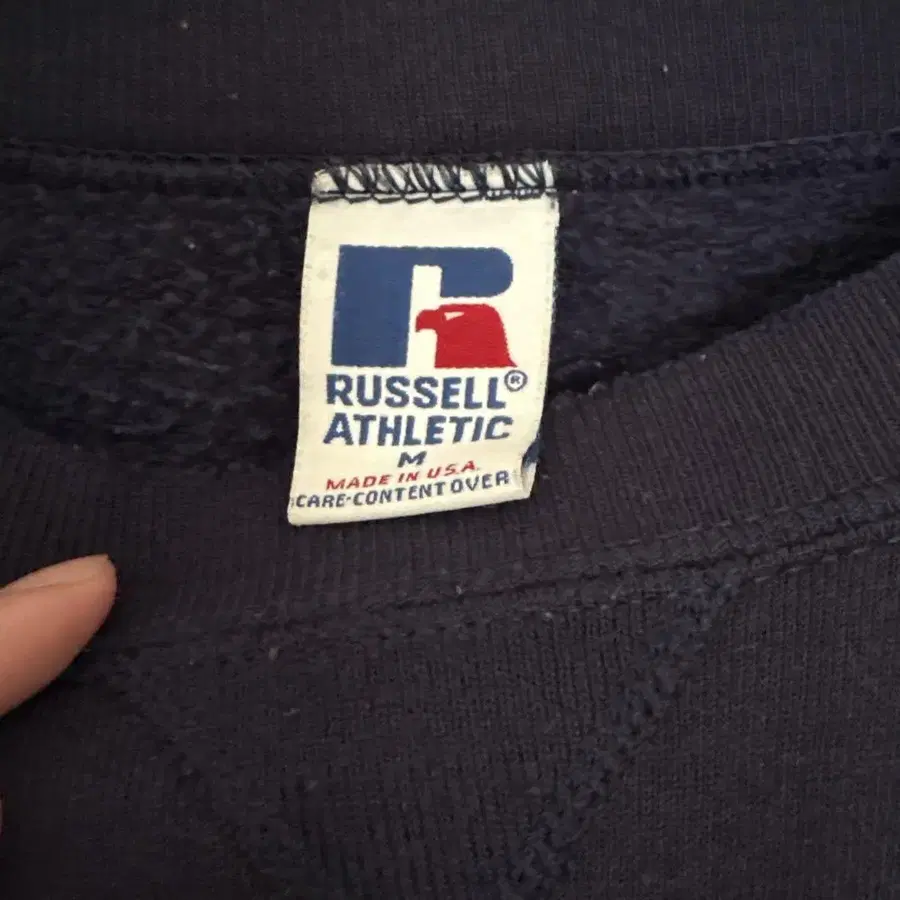 RUSSELL®
ATHLETIC
M
MADE IN U.S.A.
CARE-CONTENT OVER